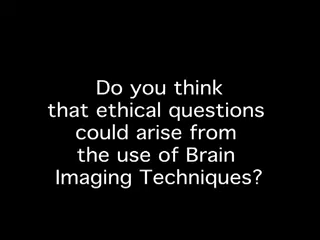 Do you think
that ethical questions
could arise from
the use of Brain
Imaging Techniques?